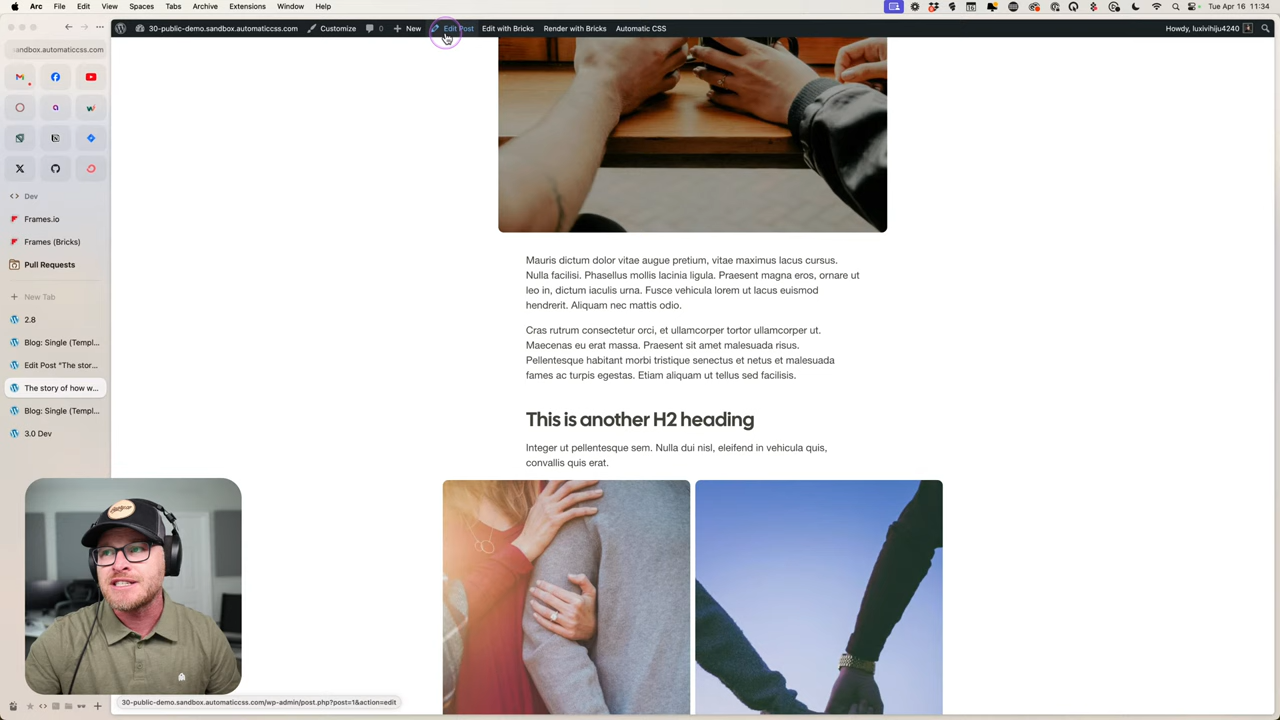 Arc File Edit View Spaces Tabs Archive Extensions Window Help
Tue Apr 16 11:34
30-public-demo.sandbox.automaticcss.com Customize 0 New Edit Post Edit with Bricks Render with Bricks Automatic CSS
Howdy, luxivihiju4240
sandbox.automaticcss.com
Dev
Frames.io
Frames (Bricks)
Pull Requests
New Tab
2.8
Blog: Single (Templ...
Edit Post “The stor...
The story of how w...
Blog: Single (Templ...
3.0 Dev
Mauris dictum dolor vitae augue pretium, vitae maximus lacus cursus.
Nulla facilisi. Phasellus mollis lacinia ligula. Praesent magna eros, ornare ut
leo in, dictum iaculis urna. Fusce vehicula lorem ut lacus euismod
hendrerit. Aliquam nec mattis odio.
Cras rutrum consectetur orci, et ullamcorper tortor ullamcorper ut.
Maecenas eu erat massa. Praesent sit amet malesuada risus.
Pellentesque habitant morbi tristique senectus et netus et malesuada
fames ac turpis egestas. Etiam aliquam ut tellus sed facilisis.
This is another H2 heading
Integer ut pellentesque sem. Nulla dui nisl, eleifend in vehicula quis,
convallis quis erat.
30-public-demo.sandbox.automaticcss.com/wp-admin/post.php?post=1&action=edit